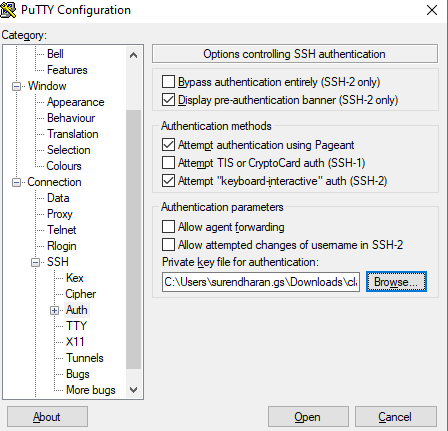 PuTTY Configuration
Category:
Bell
Features
Window
Appearance
Behaviour
Translation
Selection
Colours
Connection
Data
Proxy
Telnet
Rlogin
SSH
Kex
Cipher
Auth
TTY
X11
Tunnels
Bugs
More bugs
Options controlling SSH authentication
Bypass authentication entirely (SSH-2 only)
Display pre-authentication banner (SSH-2 only)
Authentication methods
Attempt authentication using Pageant
Attempt TIS or CryptoCard auth (SSH-1)
Attempt "keyboard-interactive" auth (SSH-2)
Authentication parameters
Allow agent forwarding
Allow attempted changes of username in SSH-2
Private key file for authentication:
C:\Users\surendharan.gs\Downloads\cl
Browse...
About
Open
Cancel